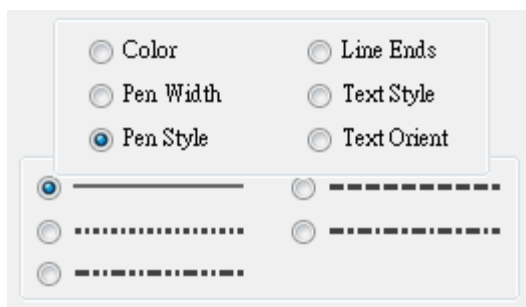 Color Line Ends
Pen Width Text Style
Pen Style Text Orient